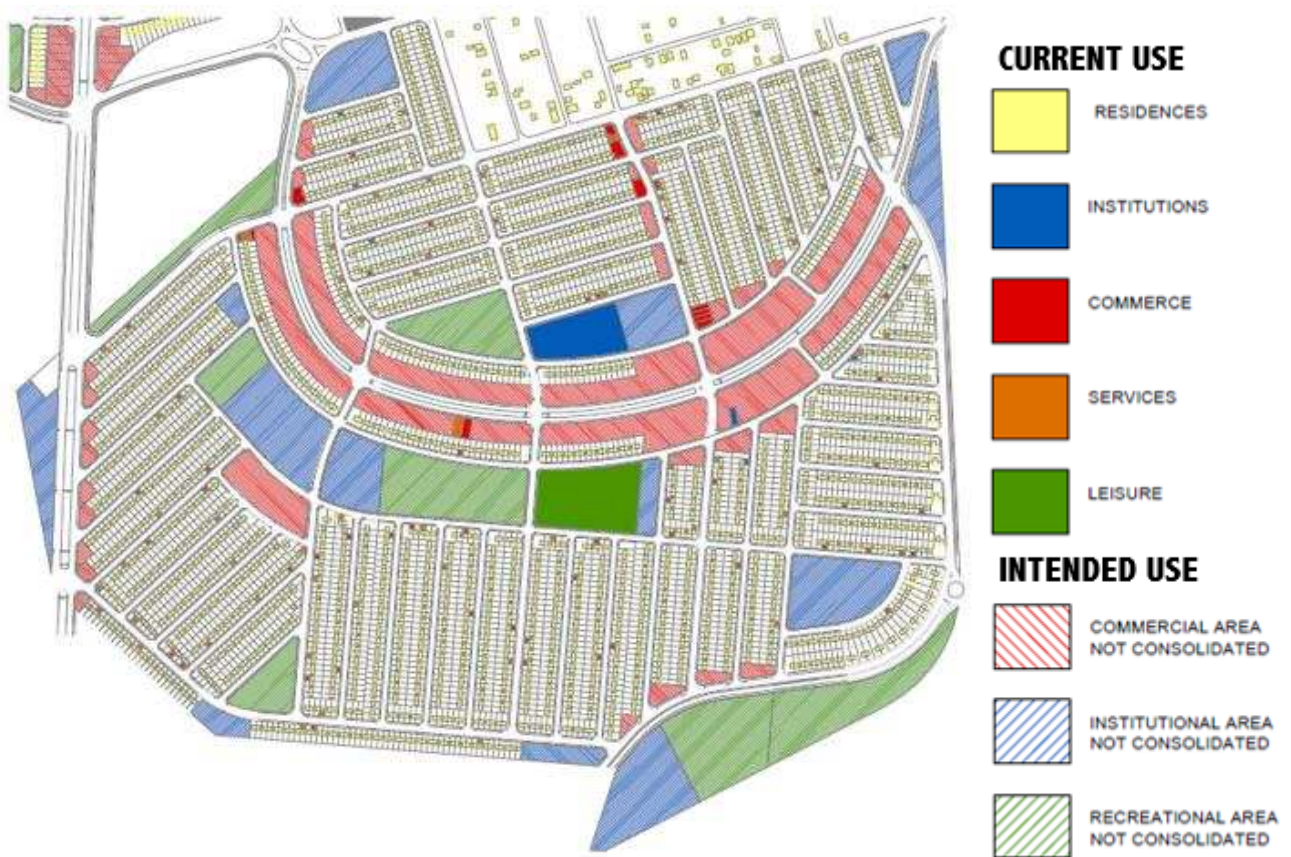 CURRENT USE
RESIDENCES
INSTITUTIONS
COMMERCE
SERVICES
LEISURE
INTENDED USE
COMMERCIAL AREA
NOT CONSOLIDATED
INSTITUTIONAL AREA
NOT CONSOLIDATED
RECREATIONAL AREA
NOT CONSOLIDATED